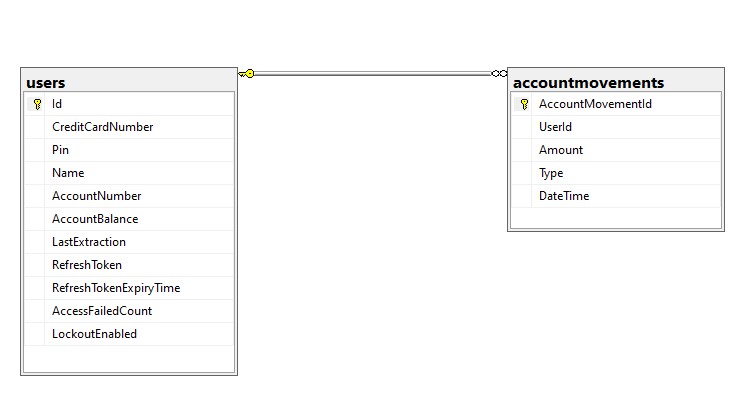 users
Id
CreditCardNumber
Pin
Name
AccountNumber
AccountBalance
LastExtraction
RefreshToken
RefreshTokenExpiryTime
AccessFailedCount
LockoutEnabled
accountmovements
AccountMovementId
UserId
Amount
Type
DateTime